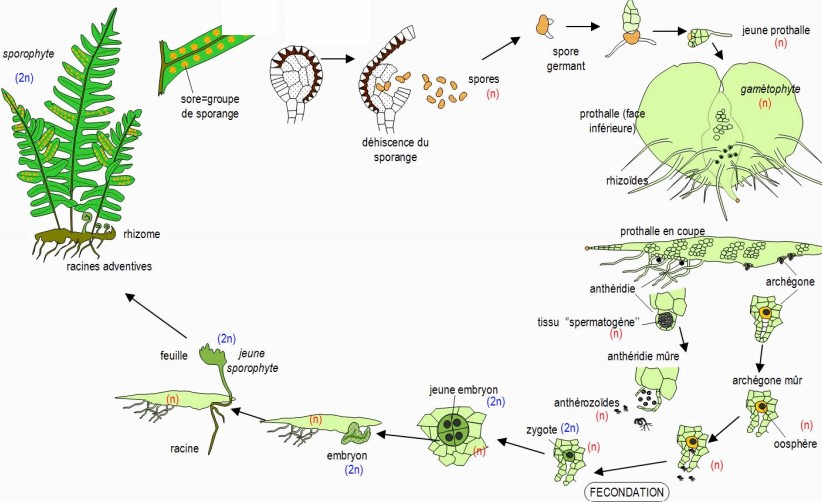 sporophyte
(2n)
sore=groupe
de sporange
déhiscence du
sporange
spores
(n)
spore
germant
jeune prothalle
(n)
gamètophyte
(n)
prothalle (face
inférieure)
rhizoïdes
rhizome
racines adventives
prothalle en coupe
anthéridie
archégone
tissu "spermatogène"
(n)
anthéridie mûre
archégone mûr
anthérozoïdes
(n)
(n)
oosphère
(n)
FECONDATION
zygote (2n)
(n)
jeune embryon
(2n)
(n)
(n)
embryon
(2n)
(2n)
feuille
jeune
sporophyte
(n)
racine